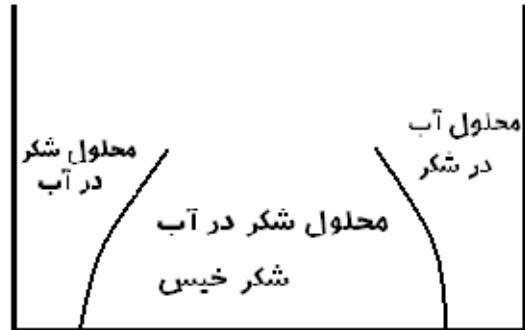 محلول آب
در شکر
محلول شکر
در آب
محلول شکر در آب
شکر خیس